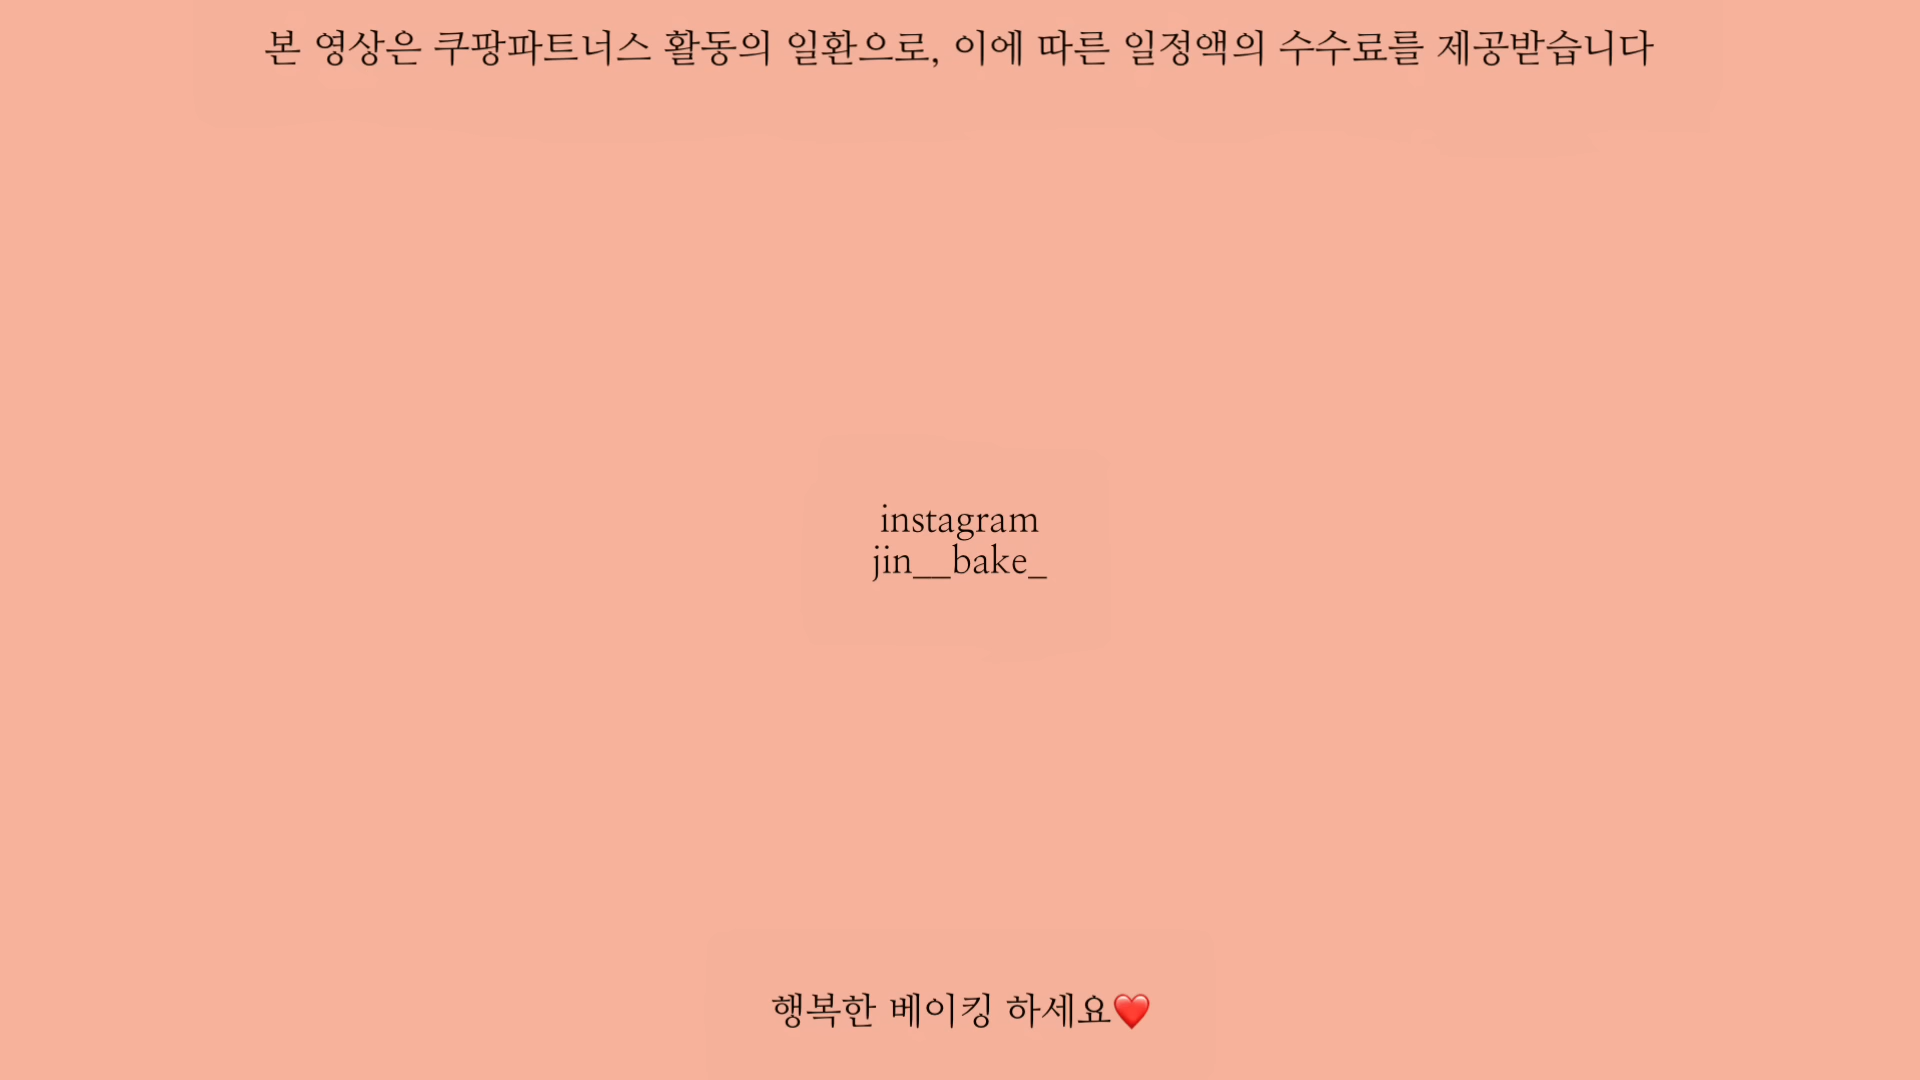 본 영상은 쿠팡파트너스 활동의 일환으로, 이에 따른 일정액의 수수료를 제공받습니다
instagram
jin__bake_
행복한 베이킹 하세요❤️